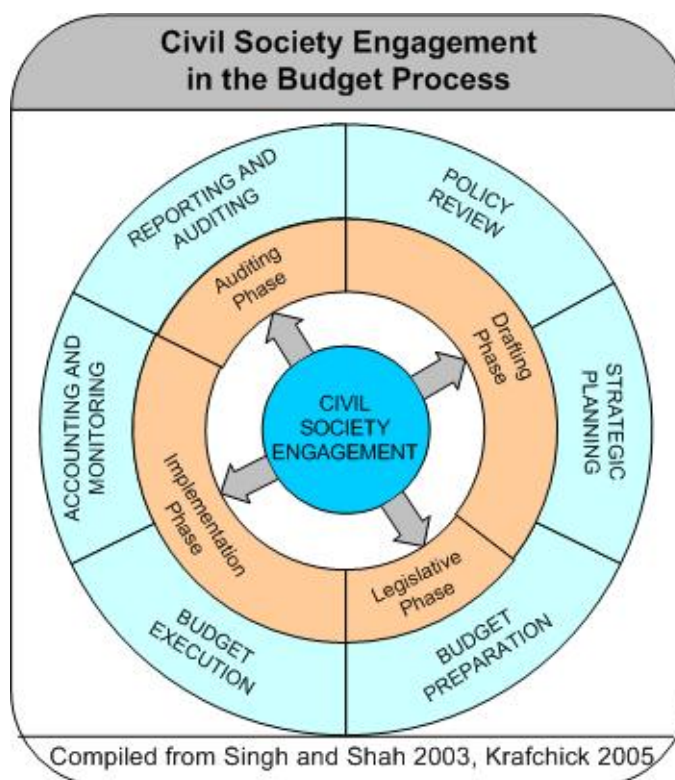 Civil Society Engagement
in the Budget Process
POLICY
REVIEW
STRATEGIC
PLANNING
BUDGET
PREPARATION
BUDGET
EXECUTION
ACCOUNTING AND
MONITORING
REPORTING AND
AUDITING
Drafting
Phase
Legislative
Phase
Implementation
Phase
Auditing
Phase
CIVIL
SOCIETY
ENGAGEMENT
Compiled from Singh and Shah 2003, Krafchick 2005